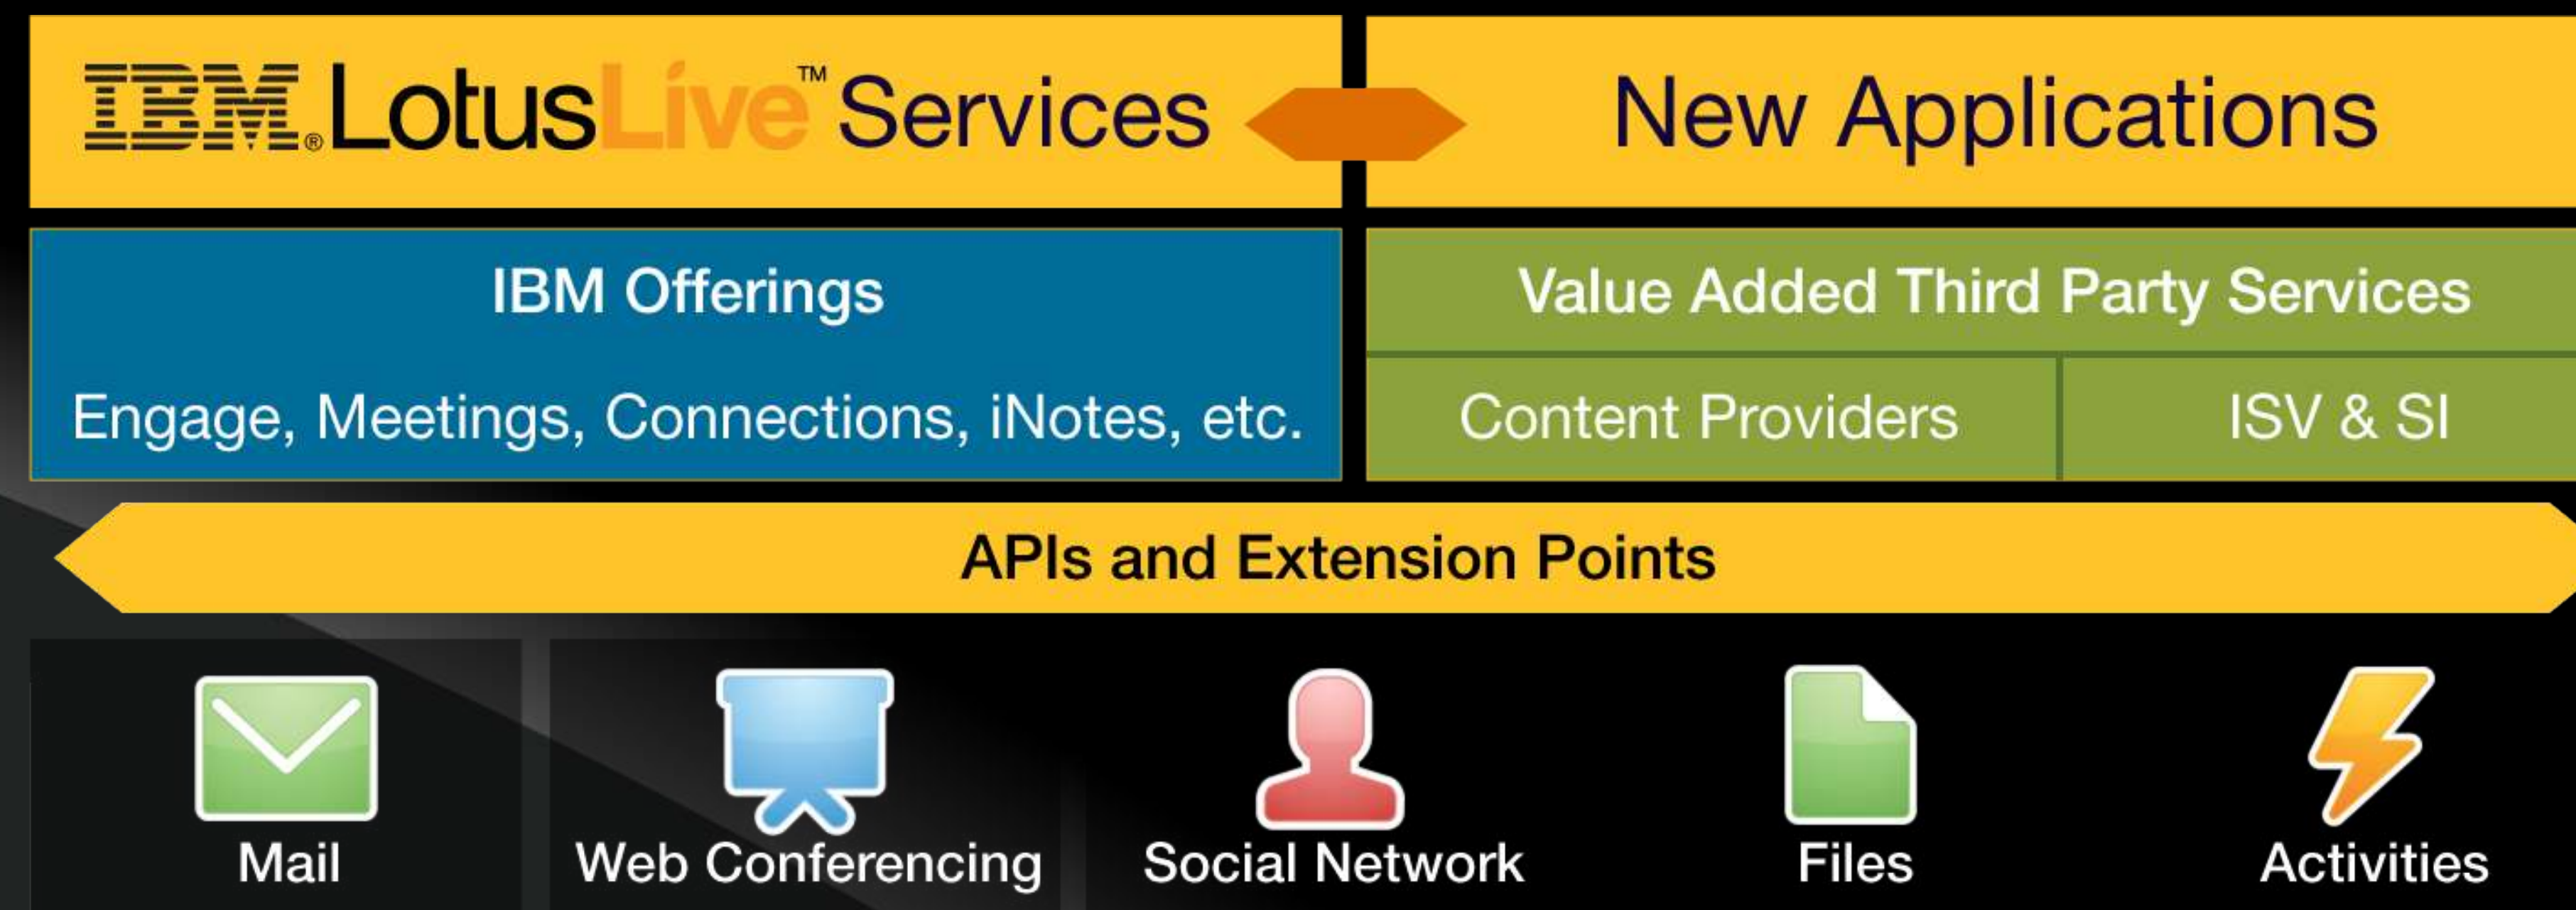 IBM® LotusLive™ Services
New Applications
IBM Offerings
Engage, Meetings, Connections, iNotes, etc.
Value Added Third Party Services
Content Providers
ISV & SI
APIs and Extension Points
Mail
Web Conferencing
Social Network
Files
Activities